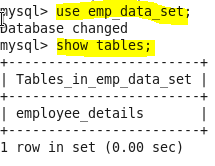 mysql> use emp_data_set;
Database changed
mysql> show tables;
+------------------------+
| Tables_in_emp_data_set |
+------------------------+
| employee_details       |
+------------------------+
1 row in set (0.00 sec)